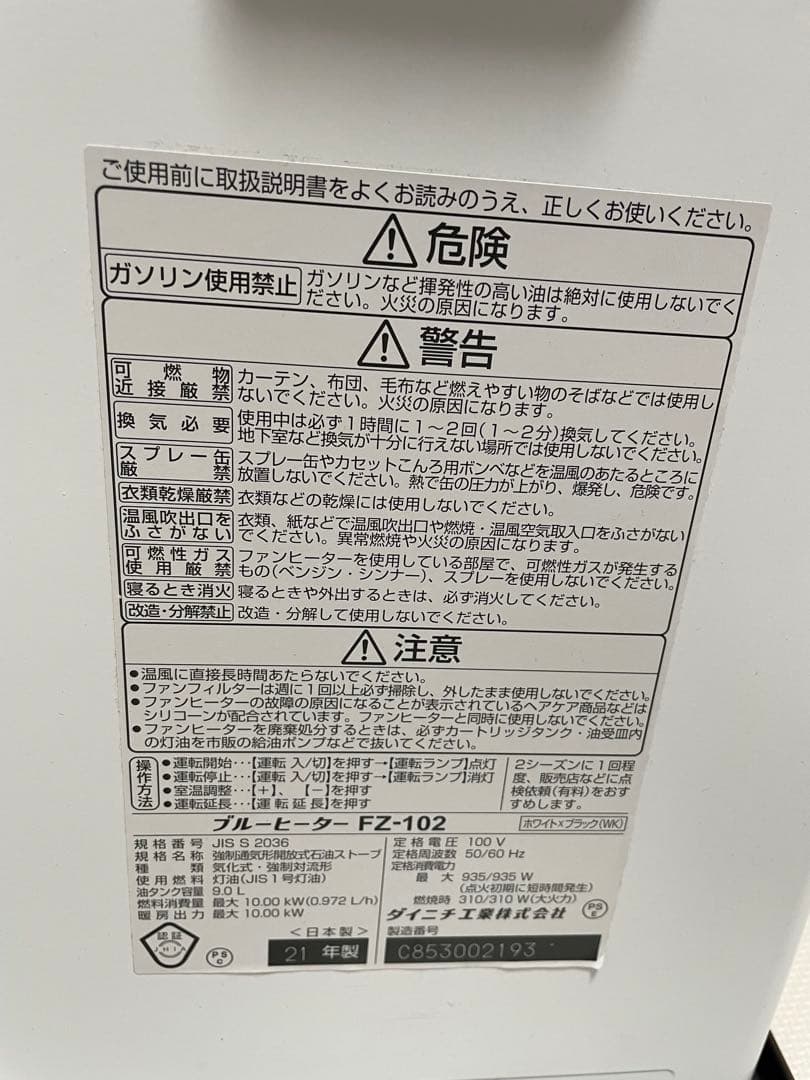 ご使用前に取扱説明書をよくお読みのうえ、正しくお使いください。
危険
ガソリン使用禁止
ガソリンなど揮発性の高い油は絶対に使用しないでく
ださい。火災の原因になります。
警告
可燃物
近接厳禁
カーテン、布団、毛布など燃えやすい物のそばなどでは使用し
ないでください。火災の原因になります。
換気必要
使用中は必ず1時間に1～2回(1～2分)換気してください。
地下室など換気が十分に行えない場所では使用しないでください。
スプレー缶
厳禁
スプレー缶やカセットこんろ用ボンベなどを温風のあたるところに
放置しないでください。熱で缶の圧力が上がり、爆発し、危険です。
衣類乾燥厳禁
衣類などの乾燥には使用しないでください。
温風吹出口を
ふさがない
衣類、紙などで温風吹出口や燃焼・温風空気取入口をふさがない
でください。異常燃焼や火災の原因になります。
可燃性ガス
使用厳禁
ファンヒーターを使用している部屋で、可燃性ガスが発生する
もの(ベンジン・シンナー)、スプレーを使用しないでください。
寝るとき消火
寝るときや外出するときは、必ず消火してください。
改造・分解禁止
改造・分解して使用しないでください。
注意
●温風に直接長時間あたらないでください。
●ファンフィルターは週に1回以上必ず掃除し、外したまま使用しないでください。
●ファンヒーターの故障の原因になることが表示されているヘアケア商品などは
シリコーンが配合されています。ファンヒーターと同時に使用しないでください。
●ファンヒーターを廃棄処分するときは、必ずカートリッジタンク・油受皿内
の灯油を市販の給油ポンプなどで抜いてください。
操作方法
●運転開始…【運転 入/切】を押す→【運転ランプ】点灯
●運転停止…【運転 入/切】を押す→【運転ランプ】消灯
●室温調整…【＋】、【－】を押す
●運転延長…【運転延長】を押す
2シーズンに1回程
度、販売店などに点
検依頼(有料)をおす
すめします。
ブルーヒーター FZ-102
ホワイト×ブラック(WK)
規格番号 JIS S 2036
規格名称 強制通気形開放式石油ストーブ
種類 気化式・強制対流形
使用燃料 灯油(JIS1号灯油)
油タンク容量 9.0 L
燃料消費量 最大 10.00 kW(0.972 L/h)
暖房出力 最大 10.00 kW
定格電圧 100 V
定格周波数 50/60 Hz
定格消費電力
最大 935/935 W
(点火初期に短時間発生)
燃焼時 310/310 W(大火力)
ダイニチ工業株式会社
PS
E
認証
JHIA
PS
C
<日本製>
21 年製
製造番号
C853002193